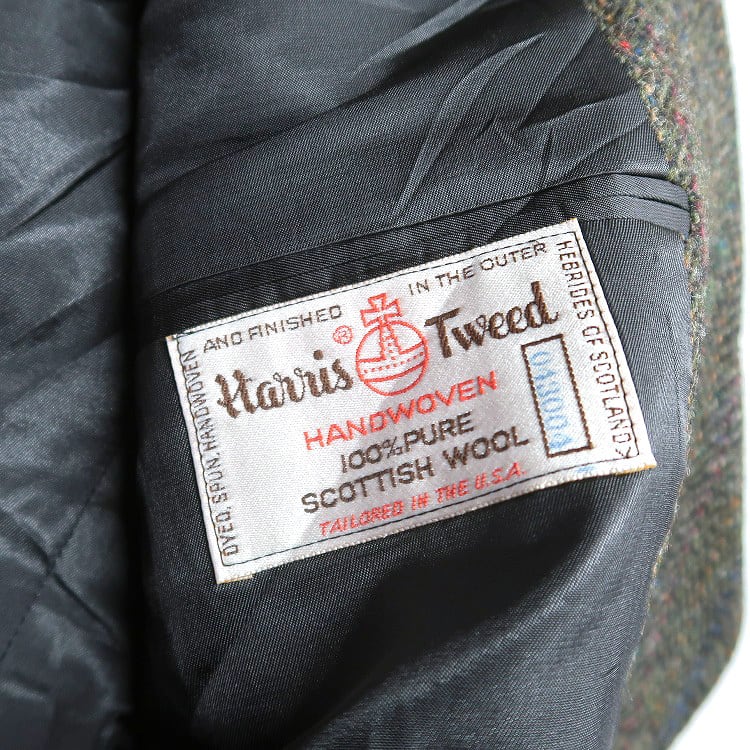 DYED, SPUN, HANDWOVEN
AND FINISHED
IN THE OUTER
HEBRIDES OF SCOTLAND
Harris ® Tweed
HANDWOVEN
100% PURE
SCOTTISH WOOL
TAILORED IN THE U.S.A.